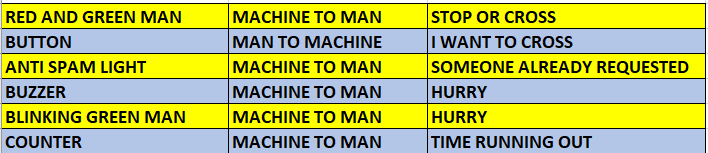 RED AND GREEN MAN MACHINE TO MAN STOP OR CROSS
BUTTON MAN TO MACHINE I WANT TO CROSS
ANTI SPAM LIGHT MACHINE TO MAN SOMEONE ALREADY REQUESTED
BUZZER MACHINE TO MAN HURRY
BLINKING GREEN MAN MACHINE TO MAN HURRY
COUNTER MACHINE TO MAN TIME RUNNING OUT